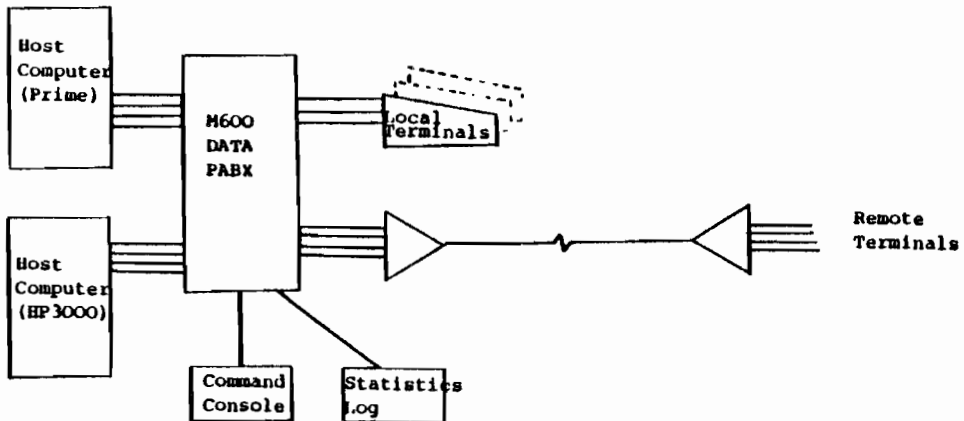 Host
Computer
(Prime)
M600
DATA
PABX
Local
Terminals
Host
Computer
(HP3000)
Remote
Terminals
Command
Console
Statistics
Log